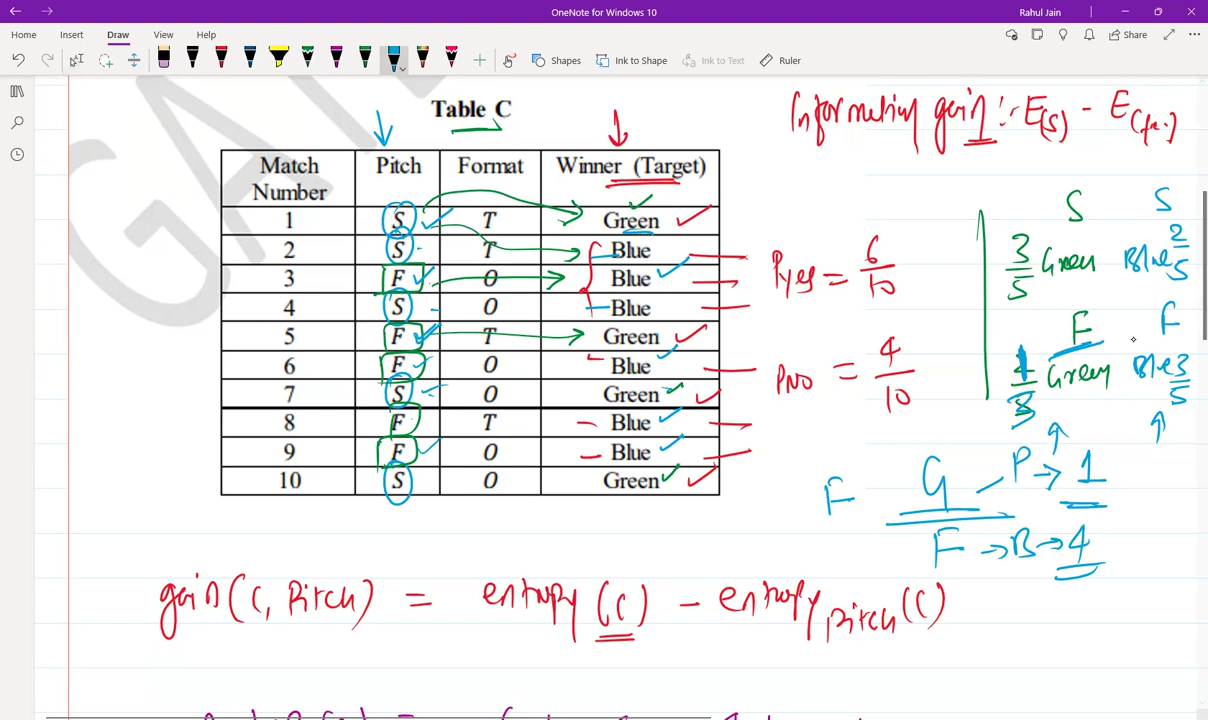 OneNote for Windows 10
Rahul Jain
Home Insert Draw View Help
Share
Shapes Ink to Shape Ink to Text Ruler
GATE
Table C
Information gain :- E(S) -
Match Number Pitch Format Winner (Target)
1 S T Green
2 S T Blue
3 F O Blue
4 S O Blue
5 F T Green
6 F O Blue
7 S O Green
8 F T Blue
9 F O Blue
10 S O Green
Pyes = 6/10
PNO = 4/10
S S
3/5 Green Blue 2/5
F F
Green Blue 3/5
F G P → 1
F → B → 4
gain(C, Pitch) = entropy (C) - entropy pitch (C)